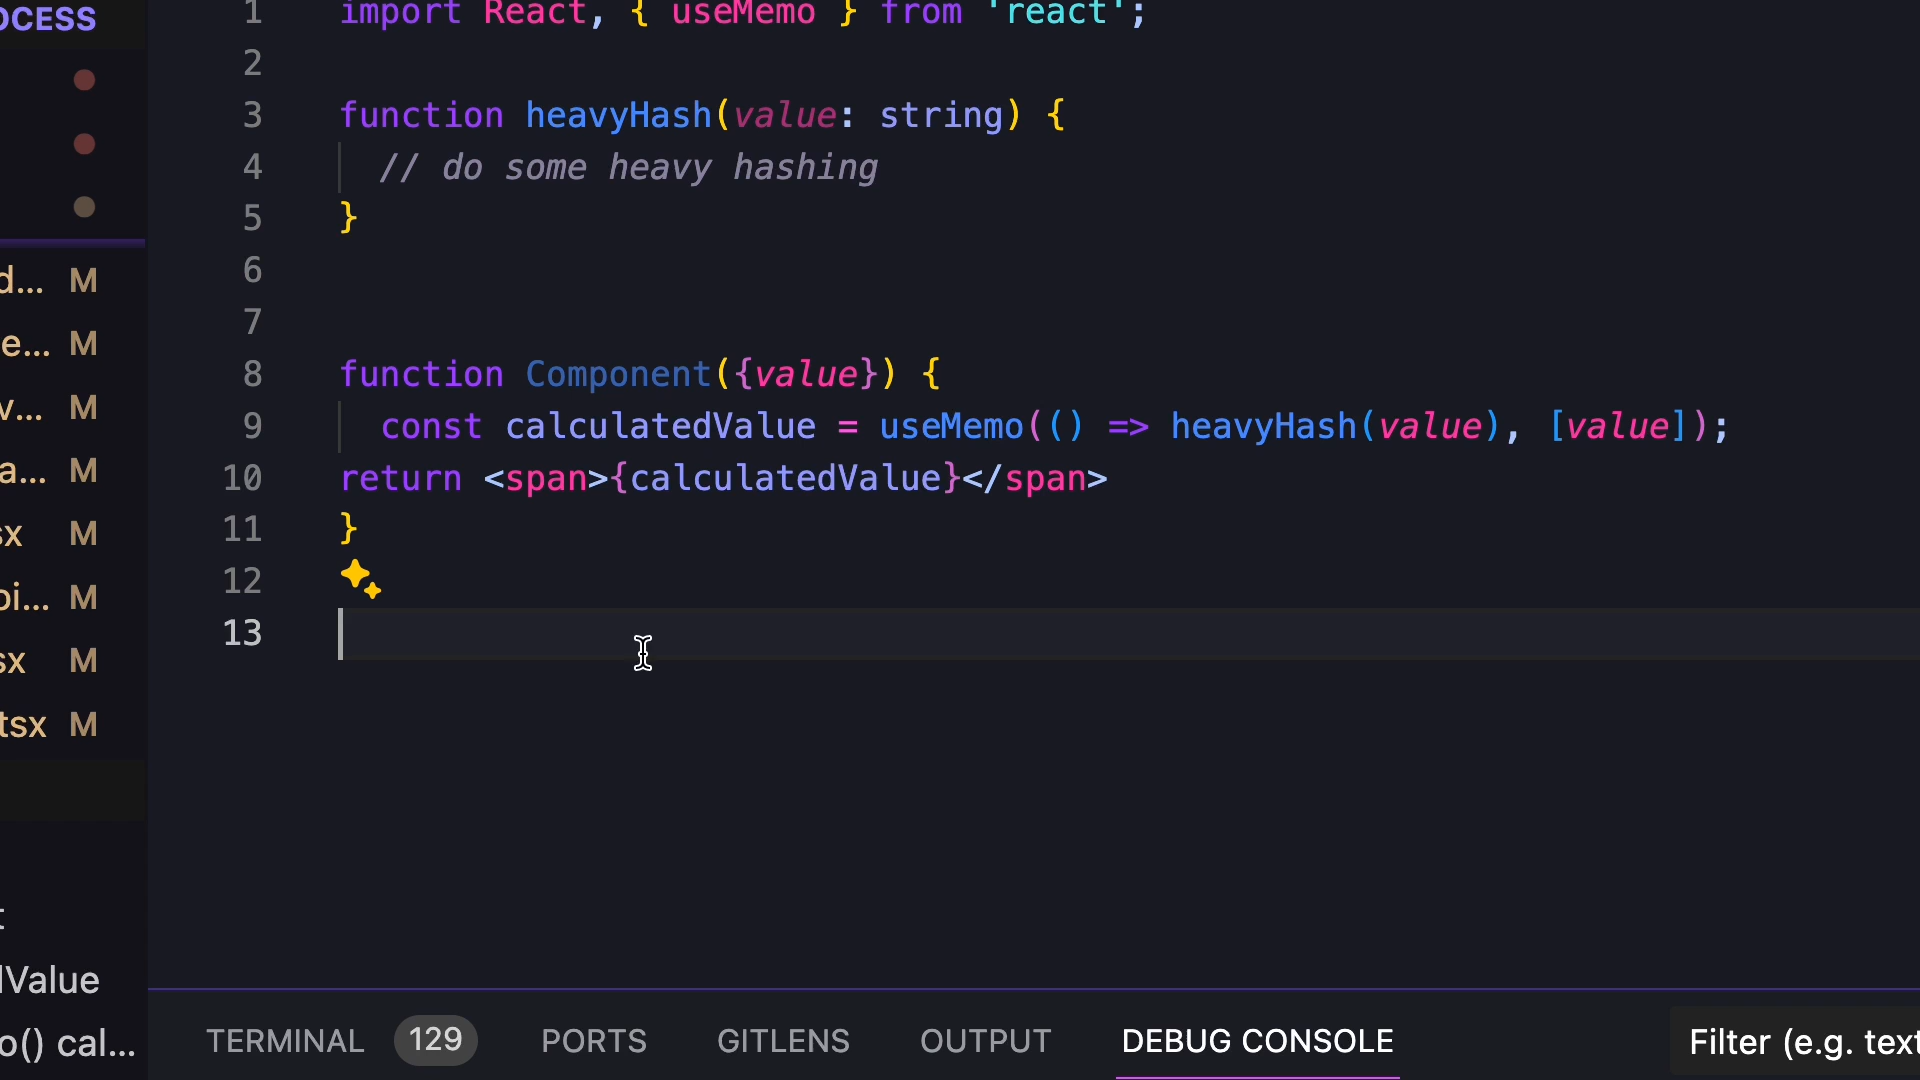 OCESS
d... M
e... M
v... M
a... M
sx M
pi... M
sx M
tsx M
t
lValue
o() cal...
1 import React, { useMemo } from 'react';
2
3 function heavyHash(value: string) {
4 // do some heavy hashing
5 }
6
7
8 function Component({value}) {
9 const calculatedValue = useMemo(() => heavyHash(value), [value]);
10 return <span>{calculatedValue}</span>
11 }
12
13
TERMINAL 129 PORTS GITLENS OUTPUT DEBUG CONSOLE Filter (e.g. text